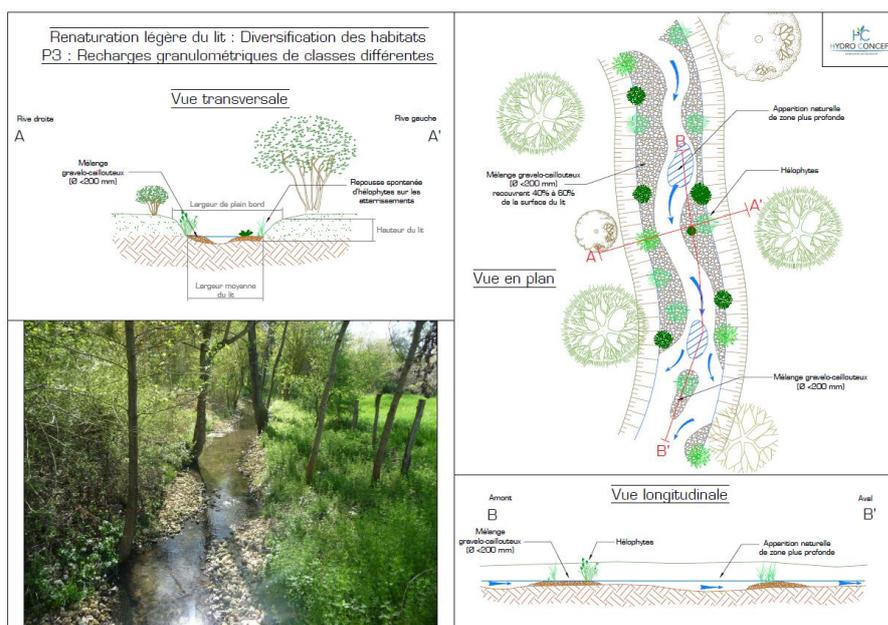 Renaturation légère du lit : Diversification des habitats
P3 : Recharges granulométriques de classes différentes
Vue transversale
Rive droite
A
Rive gauche
A'
Mélange
gravelo-caillouteux
(Ø <200 mm)
Largeur de plain bord
Repousse spontanée
d'hélophytes sur les
atterrissements
Hauteur du lit
Largeur moyenne
du lit
HC
HYDRO CONCEPT
Apparition naturelle
de zone plus profonde
B
Mélange gravelo-caillouteux
(Ø <200 mm)
recouvrant 40% à 60%
de la surface du lit
Hélophytes
A'
A
Vue en plan
Mélange gravelo-caillouteux
(Ø <200 mm)
B'
Vue longitudinale
Amont
B
Aval
B'
Mélange
gravelo-caillouteux
(Ø <200 mm)
Hélophytes
Apparition naturelle
de zone plus profonde